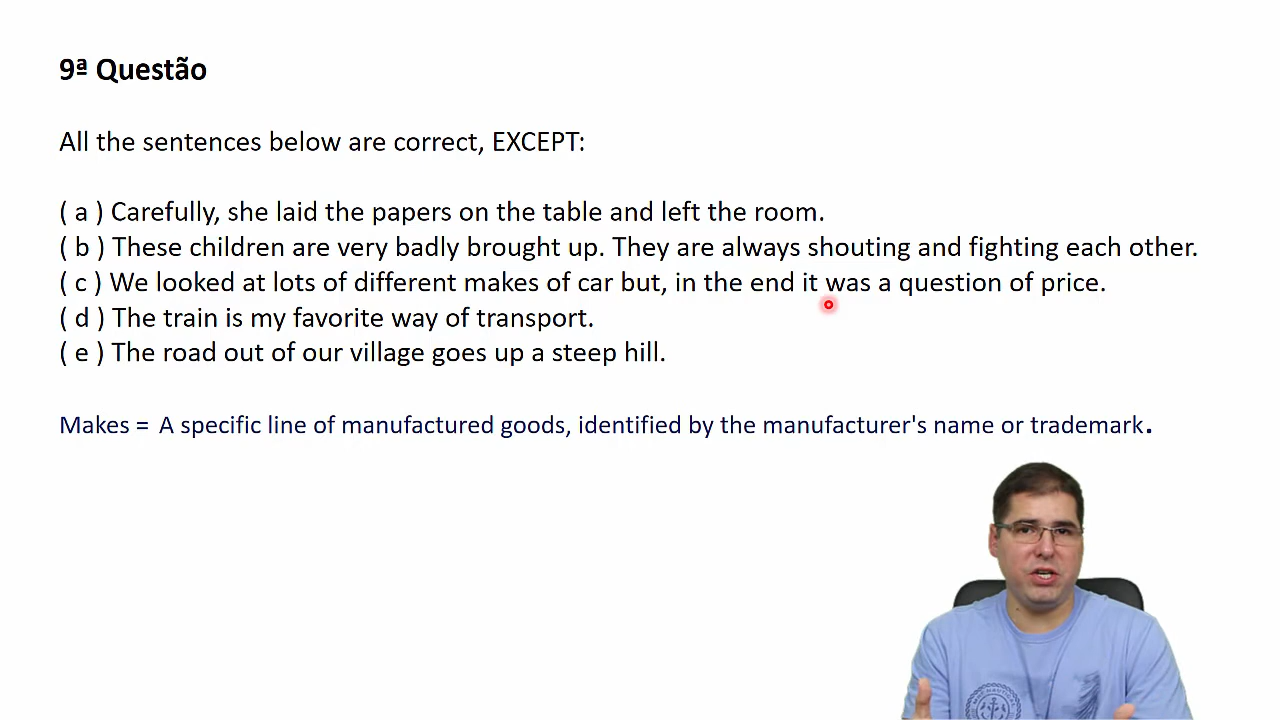 9ª Questão
All the sentences below are correct, EXCEPT:
( a ) Carefully, she laid the papers on the table and left the room.
( b ) These children are very badly brought up. They are always shouting and fighting each other.
( c ) We looked at lots of different makes of car but, in the end it was a question of price.
( d ) The train is my favorite way of transport.
( e ) The road out of our village goes up a steep hill.
Makes = A specific line of manufactured goods, identified by the manufacturer's name or trademark.